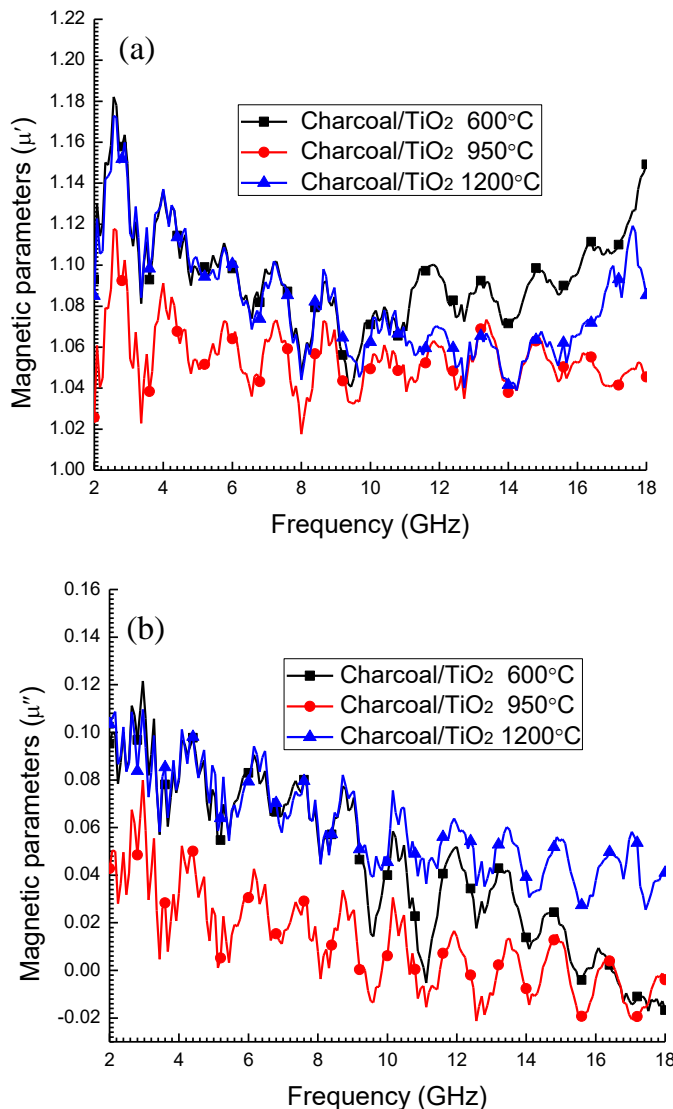 (a)
1.22
1.20
1.18
1.16
1.14
1.12
1.10
1.08
1.06
1.04
1.02
1.00
Magnetic parameters (μ′)
Charcoal/TiO2 600°C
Charcoal/TiO2 950°C
Charcoal/TiO2 1200°C
2 4 6 8 10 12 14 16 18
Frequency (GHz)
(b)
0.16
0.14
0.12
0.10
0.08
0.06
0.04
0.02
0.00
-0.02
Magnetic parameters (μ″)
Charcoal/TiO2 600°C
Charcoal/TiO2 950°C
Charcoal/TiO2 1200°C
2 4 6 8 10 12 14 16 18
Frequency (GHz)